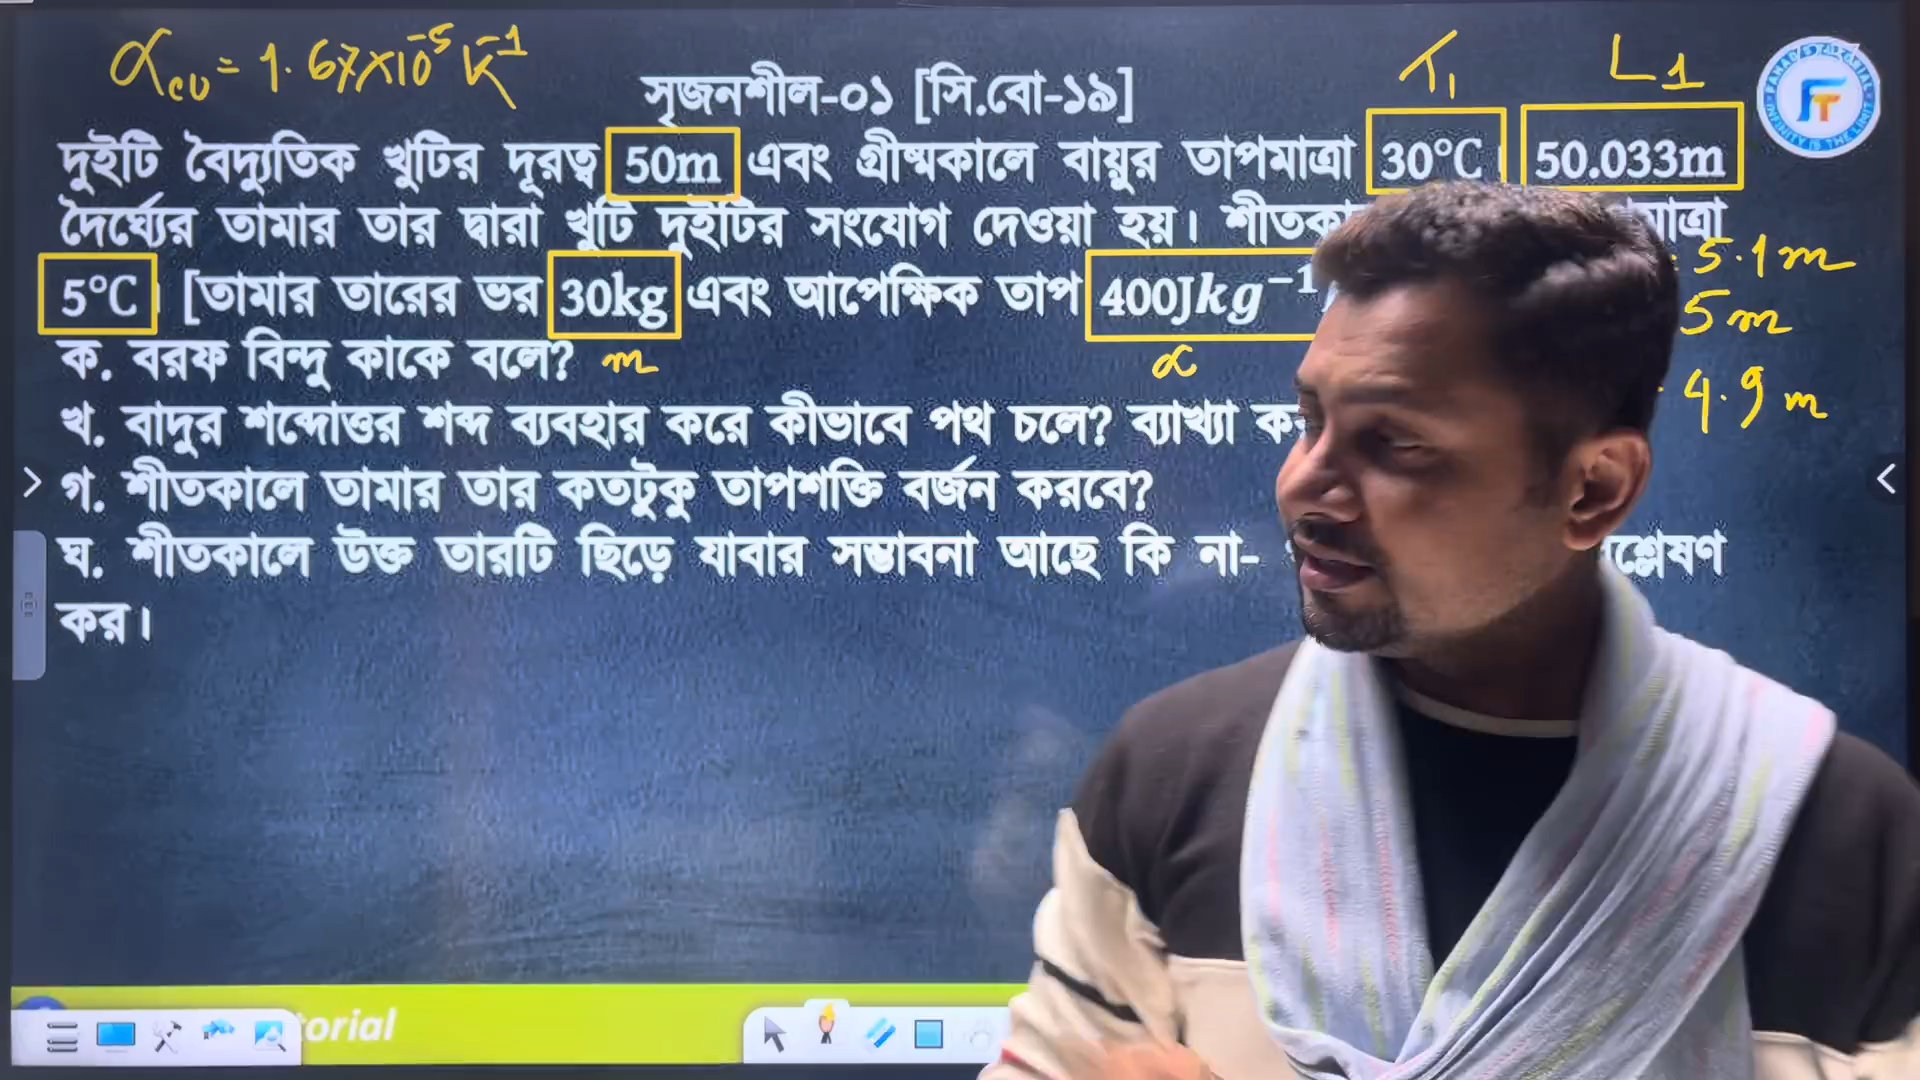 αcu = 1.67×10⁻⁵ K⁻¹
সৃজনশীল-০১ [সি.বো-১৯]
T₁ L₁
দুইটি বৈদ্যুতিক খুটির দূরত্ব 50m এবং গ্রীষ্মকালে বায়ুর তাপমাত্রা 30°C। 50.033m
দৈর্ঘ্যের তামার তার দ্বারা খুটি দুইটির সংযোগ দেওয়া হয়।
5.1m
5°C। [তামার তারের ভর 30kg এবং আপেক্ষিক তাপ 400Jkg⁻¹
5m
ক. বরফ বিন্দু কাকে বলে? m α
4.9m
খ. বাদুর শব্দোত্তর শব্দ ব্যবহার করে কীভাবে পথ চলে? ব্যাখ্যা
গ. শীতকালে তামার তার কতটুকু তাপশক্তি বর্জন করবে?
ঘ. শীতকালে উক্ত তারটি ছিড়ে যাবার সম্ভাবনা আছে কি না-
কর।
torial